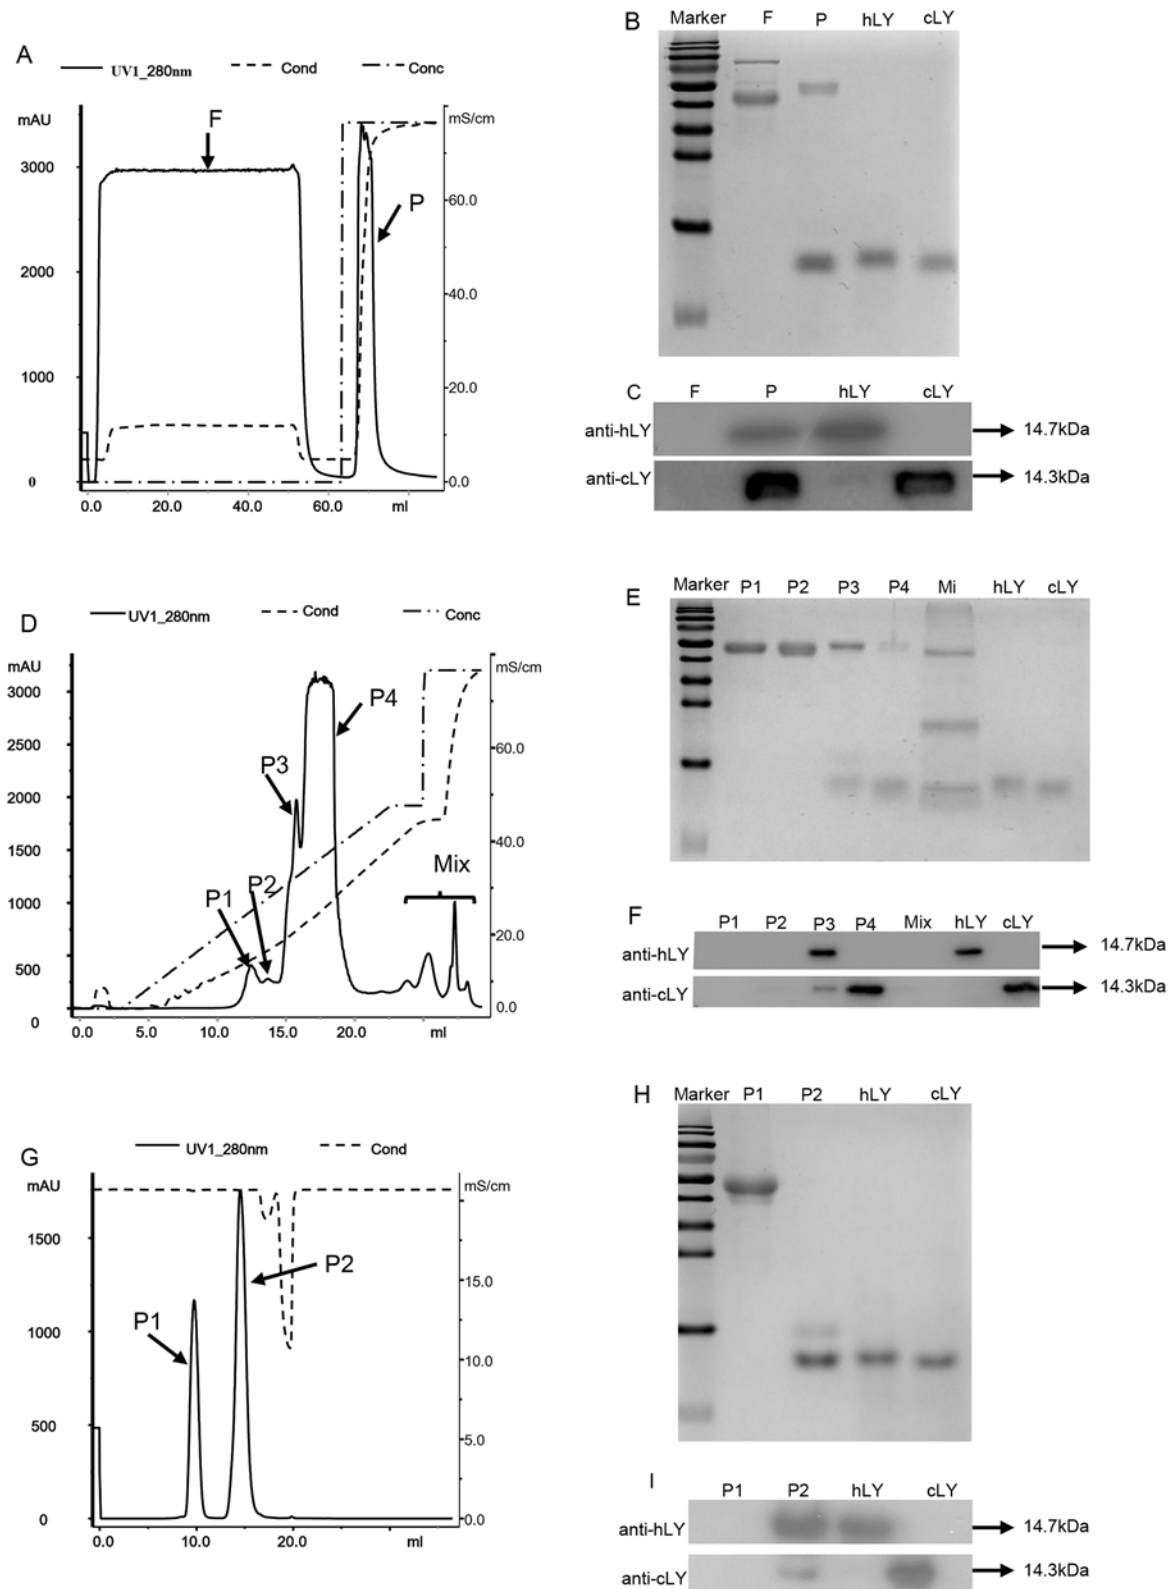 A
UV1_280nm Cond Conc
mAU mS/cm
F
P
3000
2000
1000
0
60.0
40.0
20.0
0.0
0.0 20.0 40.0 60.0 ml
B Marker F P hLY cLY
C F P hLY cLY
anti-hLY 14.7kDa
anti-cLY 14.3kDa
D
UV1_280nm Cond Conc
mAU mS/cm
3000
2500
2000
1500
1000
500
0
P4
P3
P1 P2
Mix
60.0
40.0
20.0
0.0
0.0 5.0 10.0 15.0 20.0 ml
E Marker P1 P2 P3 P4 Mi hLY cLY
F P1 P2 P3 P4 Mix hLY cLY
anti-hLY 14.7kDa
anti-cLY 14.3kDa
G
UV1_280nm Cond
mAU mS/cm
1500
1000
500
0
P1
P2
15.0
10.0
5.0
0.0
0.0 10.0 20.0 ml
H Marker P1 P2 hLY cLY
I P1 P2 hLY cLY
anti-hLY 14.7kDa
anti-cLY 14.3kDa